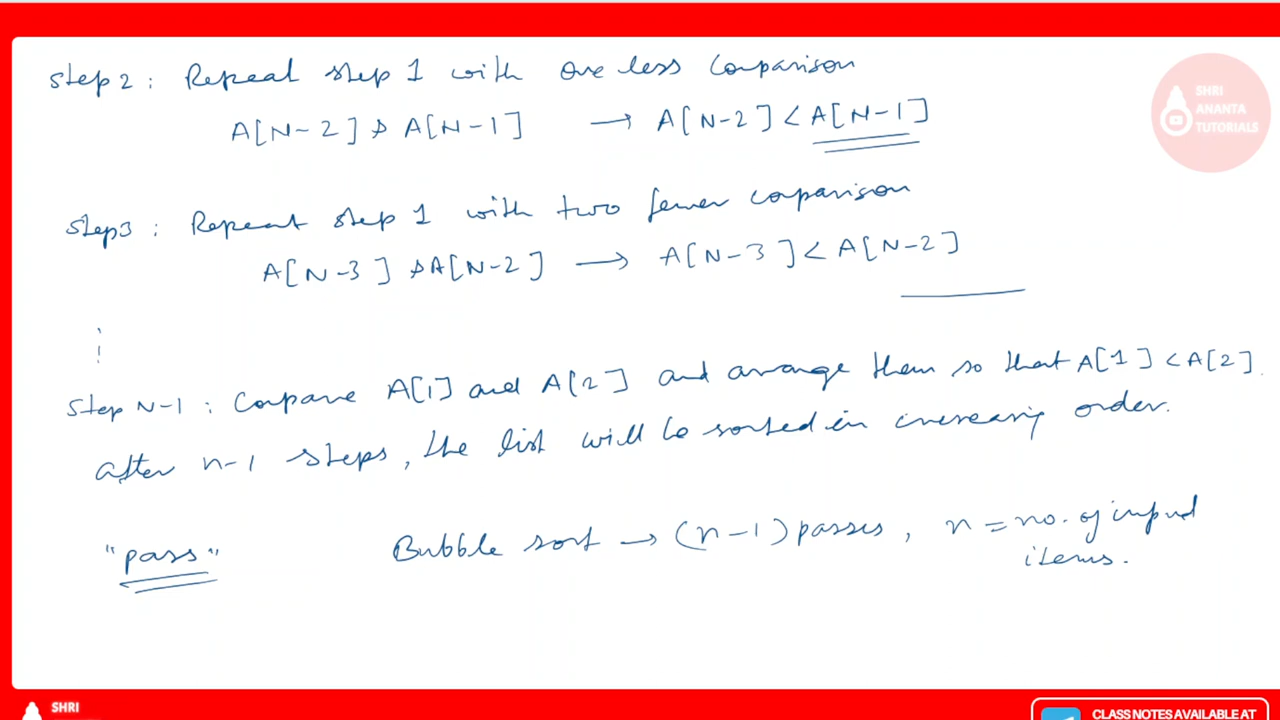 Step 2 : Repeat step 1 with one less comparison
A[N-2] & A[N-1] → A[N-2] < A[N-1]
SHRI
ANANTA
TUTORIALS
Step3 : Repeat step 1 with two fewer coparison
A[N-3] & A[N-2] → A[N-3] < A[N-2]
Step N-1 : Compare A[1] and A[2] and arrange them so that A[1] < A[2].
after n-1 steps, the list will be sorted in increasing order.
"pass" Bubble sort → (n-1) passes, n = no. of input
items.
SHRI
CLASS NOTES AVAILABLE AT